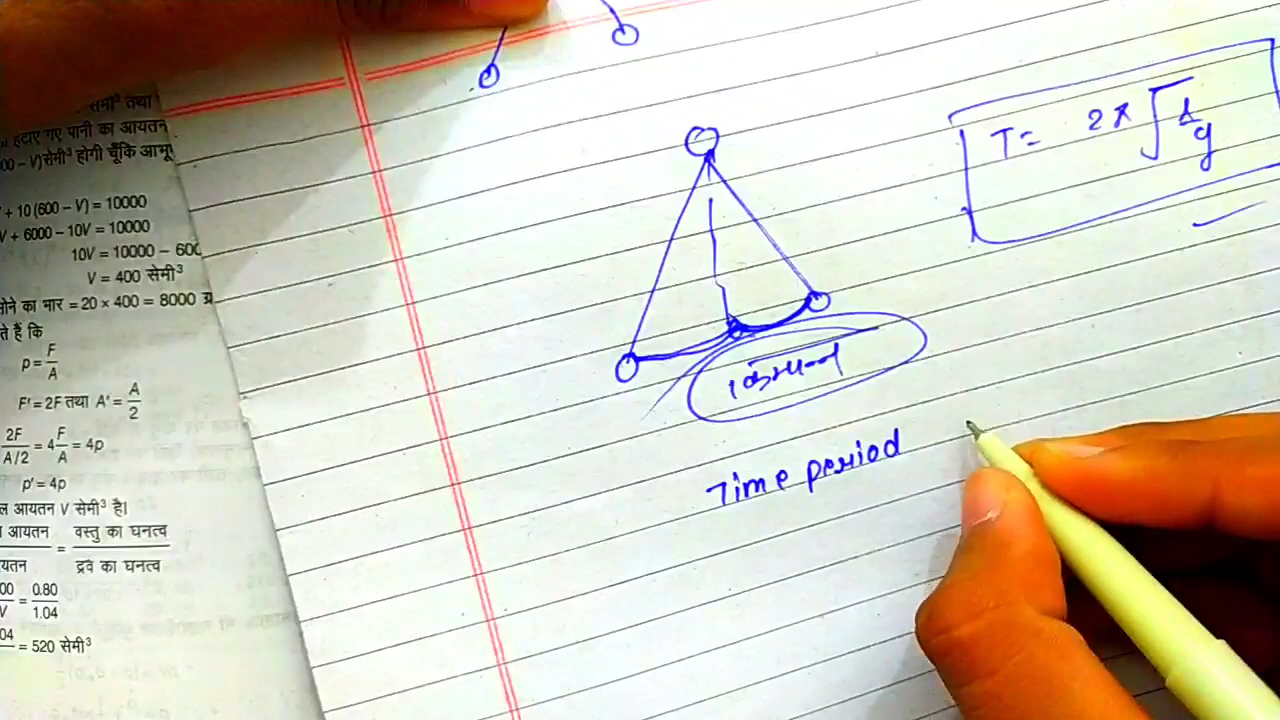 सेमी³ तथा
हटाए गए पानी का आयतन
00 – V) सेमी³ होगी चूँकि आभू
+ 10 (600 – V) = 10000
V + 6000 – 10V = 10000
10V = 10000 – 600
V = 400 सेमी³
सोने का भार = 20 × 400 = 8000 ग्र
ते हैं कि
p = F/A
F' = 2F तथा A' = A/2
2F/A/2 = 4 F/A = 4p
p' = 4p
ल आयतन V सेमी³ है।
आयतन/यतन = वस्तु का घनत्व/द्रव का घनत्व
00/V = 0.80/1.04
04 = 520 सेमी³
T = 2π √l/g
Time period